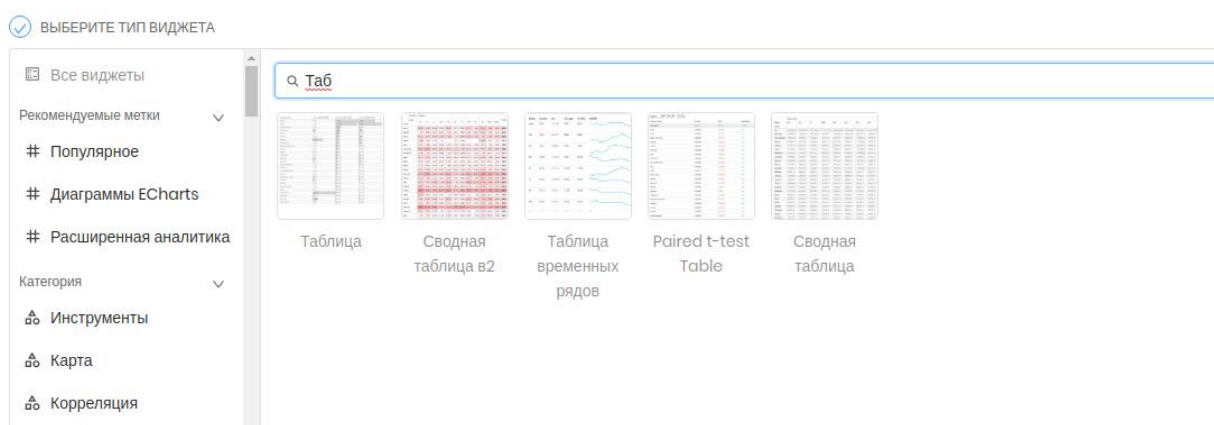 ВЫБЕРИТЕ ТИП ВИДЖЕТА
Все виджеты
Рекомендуемые метки
# Популярное
# Диаграммы ECharts
# Расширенная аналитика
Категория
Инструменты
Карта
Корреляция
Таб
Таблица
Сводная
таблица в2
Таблица
временных
рядов
Paired t-test
Table
Сводная
таблица